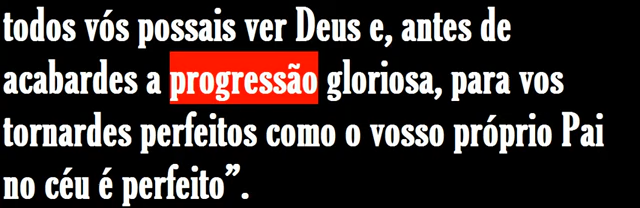 todos vós possais ver Deus e, antes de
acabardes a progressão gloriosa, para vos
tornardes perfeitos como o vosso próprio Pai
no céu é perfeito”.